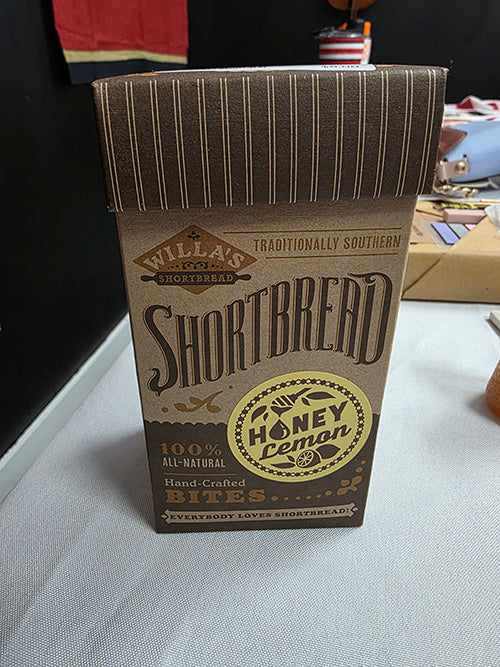 WILLA'S
SHORTBREAD
TRADITIONALLY SOUTHERN
SHORTBREAD
HONEY
Lemon
100%
ALL-NATURAL
Hand-Crafted
BITES
EVERYBODY LOVES SHORTBREAD!